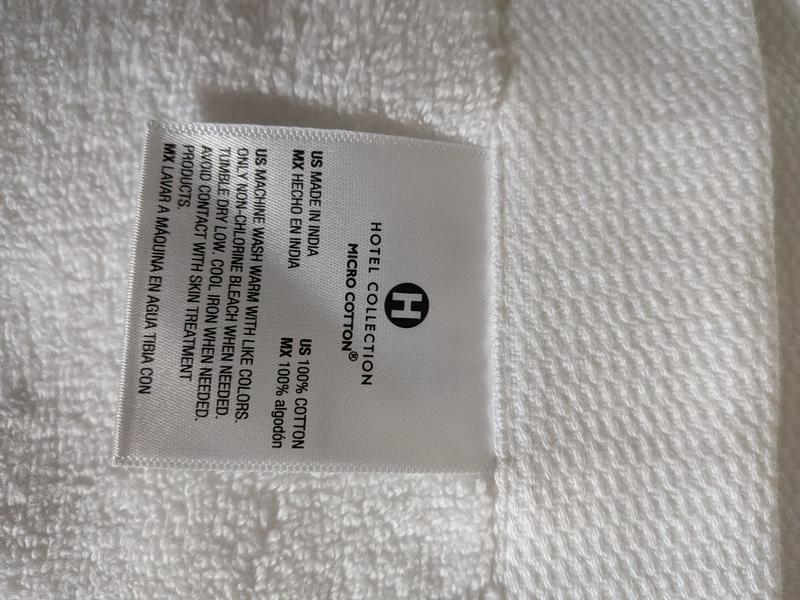 H
HOTEL COLLECTION
MICRO COTTON®
US MADE IN INDIA
MX HECHO EN INDIA
US 100% COTTON
MX 100% algodón
US MACHINE WASH WARM WITH LIKE COLORS.
ONLY NON-CHLORINE BLEACH WHEN NEEDED.
TUMBLE DRY LOW. COOL IRON WHEN NEEDED.
AVOID CONTACT WITH SKIN TREATMENT
PRODUCTS.
MX LAVAR A MÁQUINA EN AGUA TIBIA CON